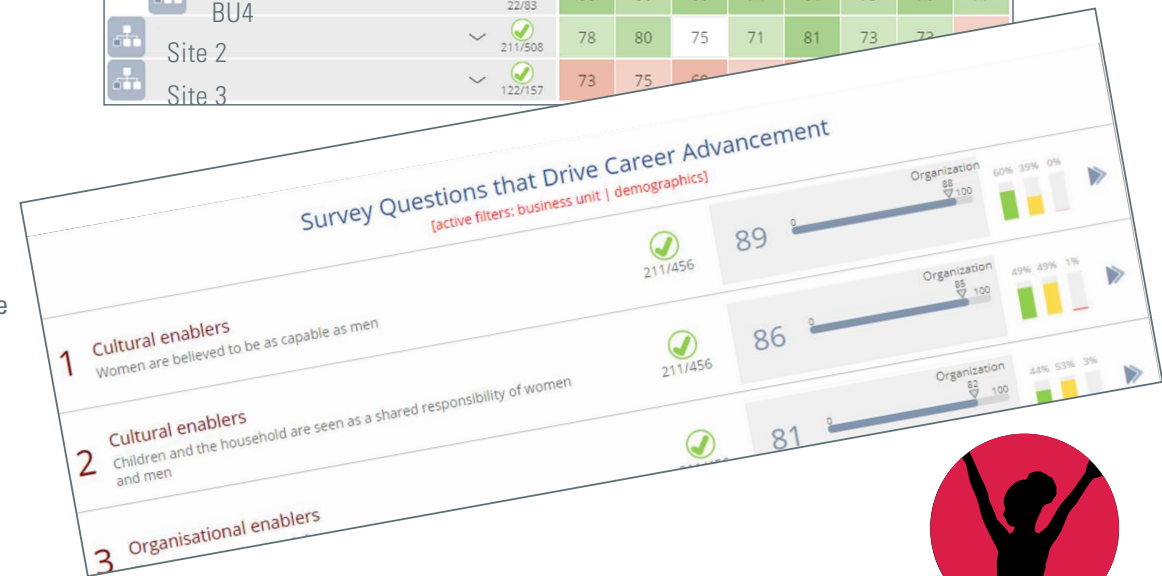 22/83
BU4
Site 2 211/508 78 80 75 71 81 73 73
Site 3 122/157 73 75
e
Survey Questions that Drive Career Advancement
[active filters: business unit | demographics]
1 Cultural enablers
Women are believed to be as capable as men
211/456 89 0 Organization 88 100 60% 39% 0%
2 Cultural enablers
Children and the household are seen as a shared responsibility of women
and men
211/456 86 0 Organization 85 100 49% 49% 1%
3 Organisational enablers
81 0 Organization 82 100 44% 53% 3%